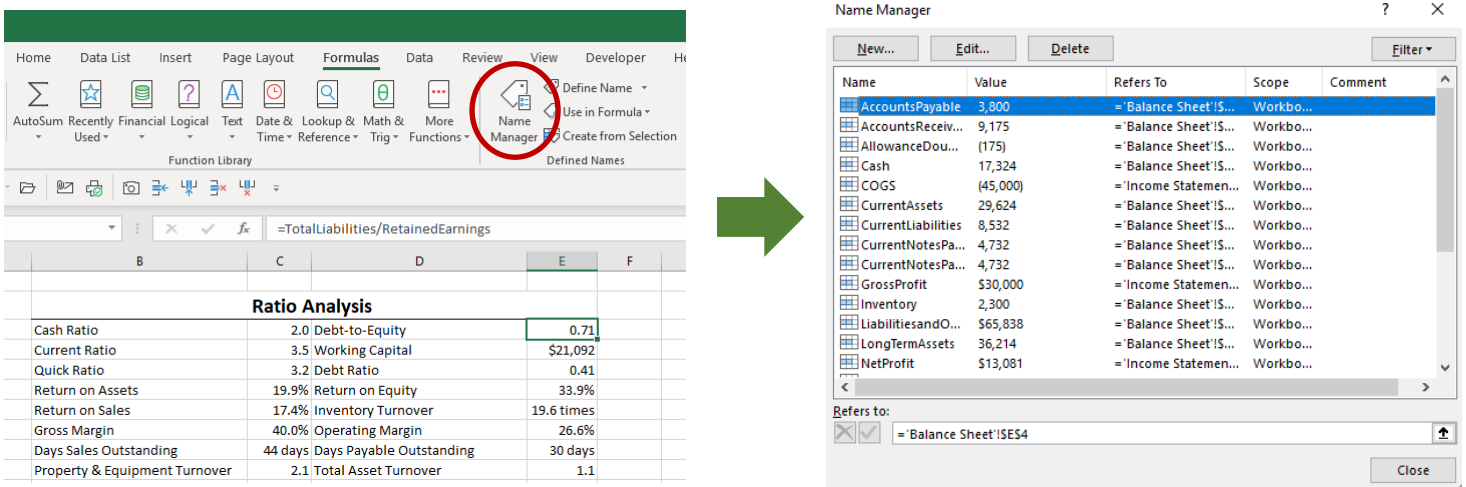 Home Data List Insert Page Layout Formulas Data Review View Developer He
AutoSum Recently Used Financial Logical Text Date & Time Lookup & Reference Math & Trig More Functions
Name Manager
Define Name
Use in Formula
Create from Selection
Function Library Defined Names
fx =TotalLiabilities/RetainedEarnings
B C D E F
Ratio Analysis
Cash Ratio 2.0 Debt-to-Equity 0.71
Current Ratio 3.5 Working Capital $21,092
Quick Ratio 3.2 Debt Ratio 0.41
Return on Assets 19.9% Return on Equity 33.9%
Return on Sales 17.4% Inventory Turnover 19.6 times
Gross Margin 40.0% Operating Margin 26.6%
Days Sales Outstanding 44 days Days Payable Outstanding 30 days
Property & Equipment Turnover 2.1 Total Asset Turnover 1.1
Name Manager ? X
New... Edit... Delete Filter
Name Value Refers To Scope Comment
AccountsPayable 3,800 ='Balance Sheet'!$... Workbo...
AccountsReceiv... 9,175 ='Balance Sheet'!$... Workbo...
AllowanceDou... (175) ='Balance Sheet'!$... Workbo...
Cash 17,324 ='Balance Sheet'!$... Workbo...
COGS (45,000) ='Income Statemen... Workbo...
CurrentAssets 29,624 ='Balance Sheet'!$... Workbo...
CurrentLiabilities 8,532 ='Balance Sheet'!$... Workbo...
CurrentNotesPa... 4,732 ='Balance Sheet'!$... Workbo...
CurrentNotesPa... 4,732 ='Balance Sheet'!$... Workbo...
GrossProfit $30,000 ='Income Statemen... Workbo...
Inventory 2,300 ='Balance Sheet'!$... Workbo...
LiabilitiesandO... $65,838 ='Balance Sheet'!$... Workbo...
LongTermAssets 36,214 ='Balance Sheet'!$... Workbo...
NetProfit $13,081 ='Income Statemen... Workbo...
Refers to:
='Balance Sheet'!$E$4
Close